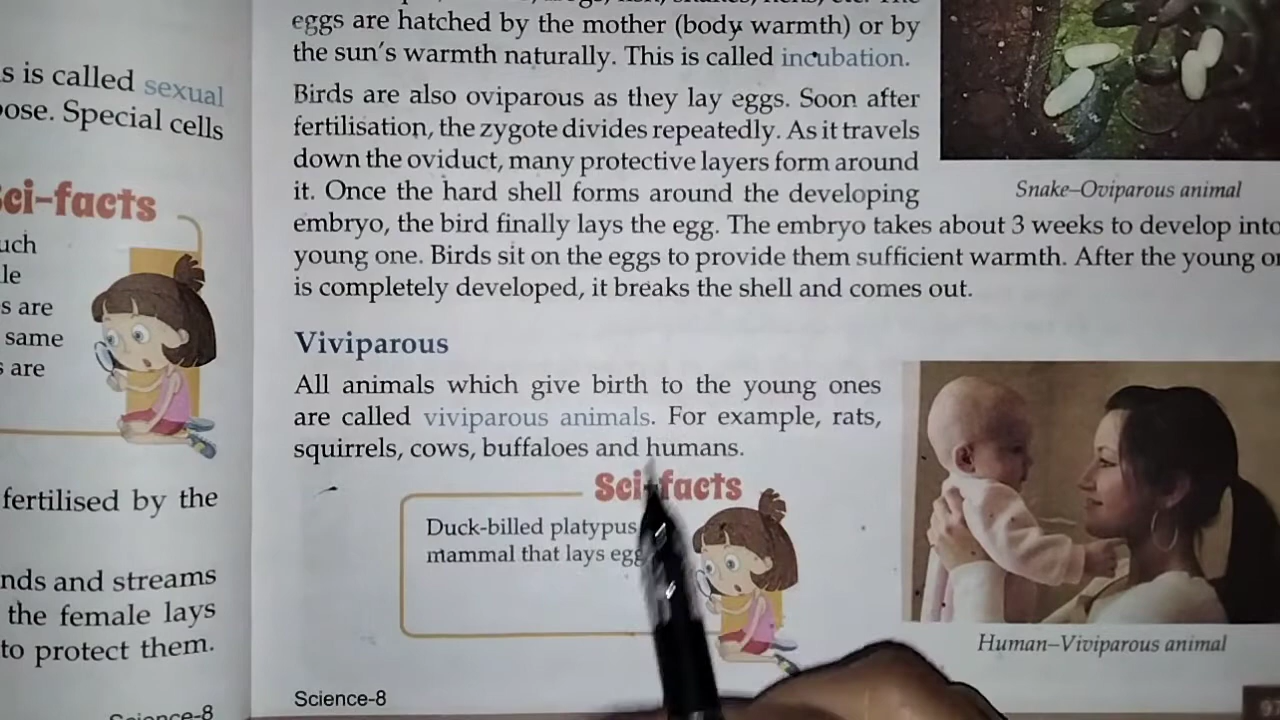 s is called sexual
ose. Special cells
ci-facts
uch
le
s are
same
s are
fertilised by the
nds and streams
the female lays
to protect them.
Science-8
eggs are hatched by the mother (body warmth) or by
the sun's warmth naturally. This is called incubation.
Birds are also oviparous as they lay eggs. Soon after
fertilisation, the zygote divides repeatedly. As it travels
down the oviduct, many protective layers form around
it. Once the hard shell forms around the developing
embryo, the bird finally lays the egg. The embryo takes about 3 weeks to develop into
young one. Birds sit on the eggs to provide them sufficient warmth. After the young on
is completely developed, it breaks the shell and comes out.
Snake–Oviparous animal
Viviparous
All animals which give birth to the young ones
are called viviparous animals. For example, rats,
squirrels, cows, buffaloes and humans.
Sci-facts
Duck-billed platypus
mammal that lays egg
Human–Viviparous animal
Science-8